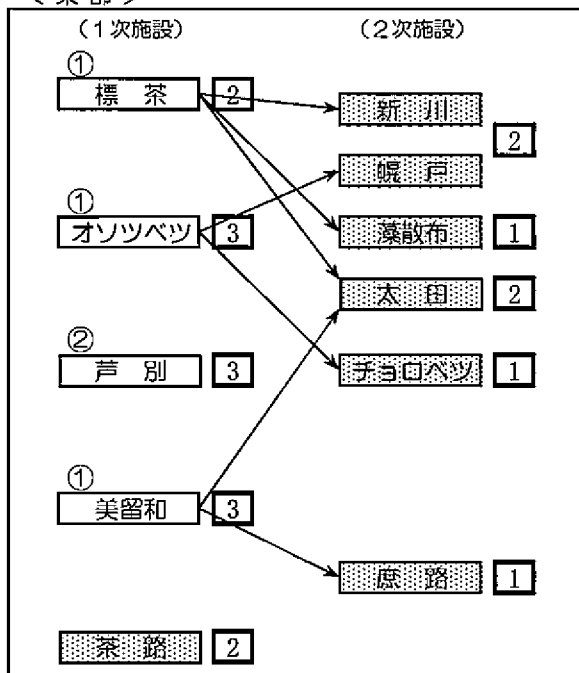 (1次施設) (2次施設)
①
標 茶 2
新 川
2
幌 戸
①
オソツベツ 3
藻散布 1
太 田 2
②
芦 別 3
チョロベツ 1
①
美留和 3
庶 路 1
茶 路 2